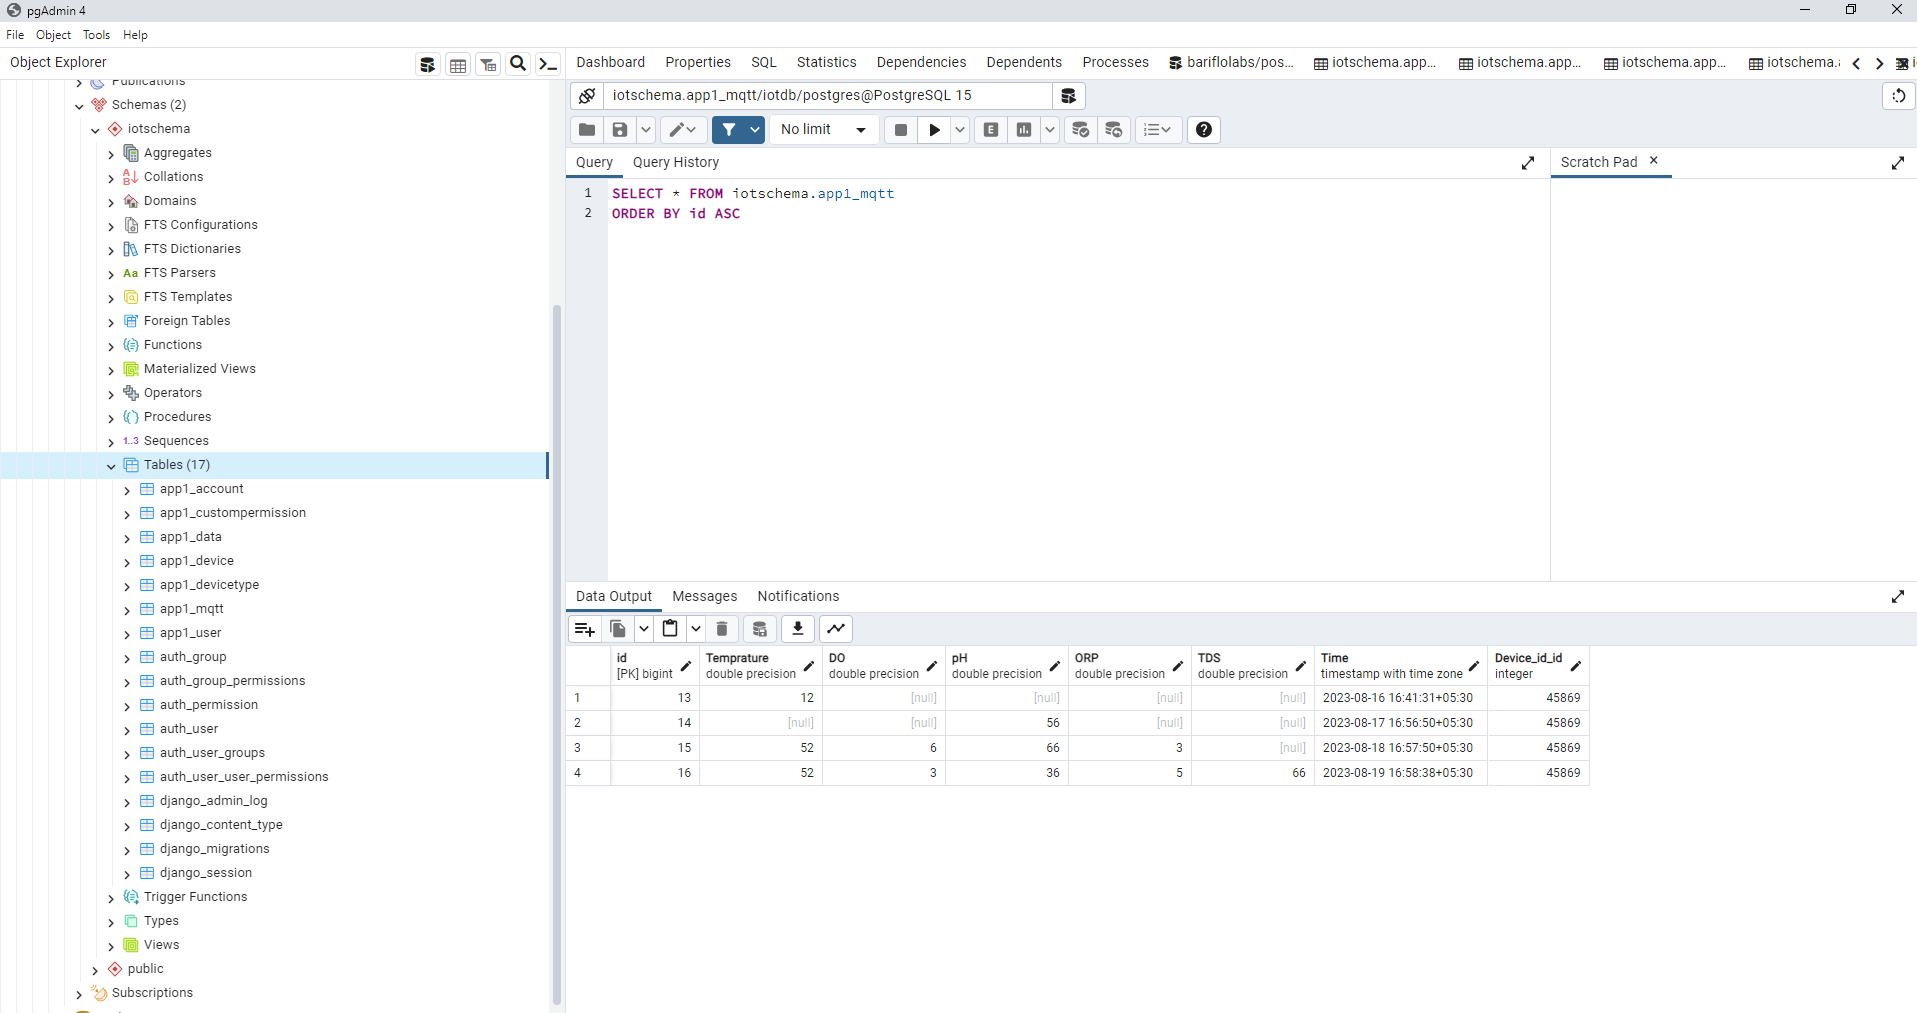 pgAdmin 4
File Object Tools Help
Object Explorer
Dashboard Properties SQL Statistics Dependencies Dependents Processes bariflolabs/pos... iotschema.app... iotschema.app... iotschema.app... iotschema.
Publications
Schemas (2)
iotschema
Aggregates
Collations
Domains
FTS Configurations
FTS Dictionaries
Aa FTS Parsers
FTS Templates
Foreign Tables
Functions
Materialized Views
Operators
Procedures
1..3 Sequences
Tables (17)
app1_account
app1_custompermission
app1_data
app1_device
app1_devicetype
app1_mqtt
app1_user
auth_group
auth_group_permissions
auth_permission
auth_user
auth_user_groups
auth_user_user_permissions
django_admin_log
django_content_type
django_migrations
django_session
Trigger Functions
Types
Views
public
Subscriptions
iotschema.app1_mqtt/iotdb/postgres@PostgreSQL 15
No limit
E
Query Query History
Scratch Pad ×
1 SELECT * FROM iotschema.app1_mqtt
2 ORDER BY id ASC
Data Output Messages Notifications
id Temprature DO pH ORP TDS Time Device_id_id
[PK] bigint double precision double precision double precision double precision double precision timestamp with time zone integer
1 13 12 [null] [null] [null] [null] 2023-08-16 16:41:31+05:30 45869
2 14 [null] [null] 56 [null] [null] 2023-08-17 16:56:50+05:30 45869
3 15 52 6 66 3 [null] 2023-08-18 16:57:50+05:30 45869
4 16 52 3 36 5 66 2023-08-19 16:58:38+05:30 45869